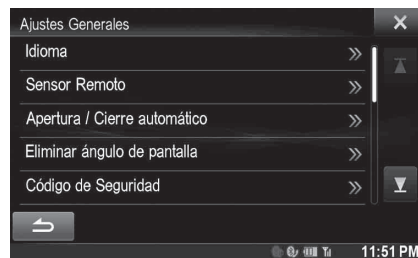 Ajustes Generales
Idioma
Sensor Remoto
Apertura / Cierre automático
Eliminar ángulo de pantalla
Código de Seguridad
11:51 PM